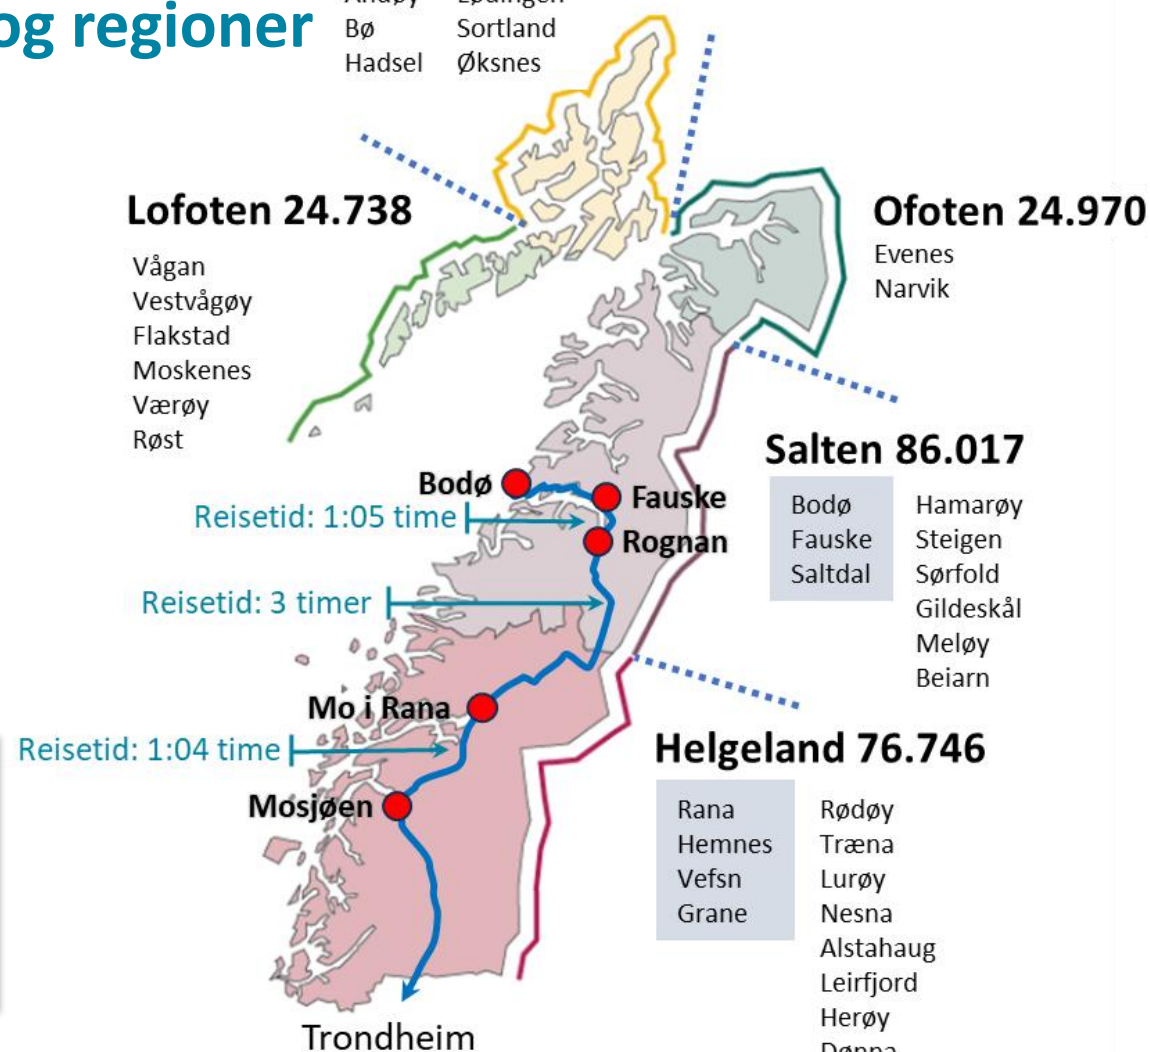 og regioner
Andøy Lødingen
Bø Sortland
Hadsel Øksnes
Lofoten 24.738
Vågan
Vestvågøy
Flakstad
Moskenes
Værøy
Røst
Ofoten 24.970
Evenes
Narvik
Salten 86.017
Bodø Hamarøy
Fauske Steigen
Saltdal Sørfold
Gildeskål
Meløy
Beiarn
Bodø
Fauske
Reisetid: 1:05 time
Rognan
Reisetid: 3 timer
Mo i Rana
Reisetid: 1:04 time
Mosjøen
Helgeland 76.746
Rana Rødøy
Hemnes Træna
Vefsn Lurøy
Grane Nesna
Alstahaug
Leirfjord
Herøy
Dønna
Trondheim